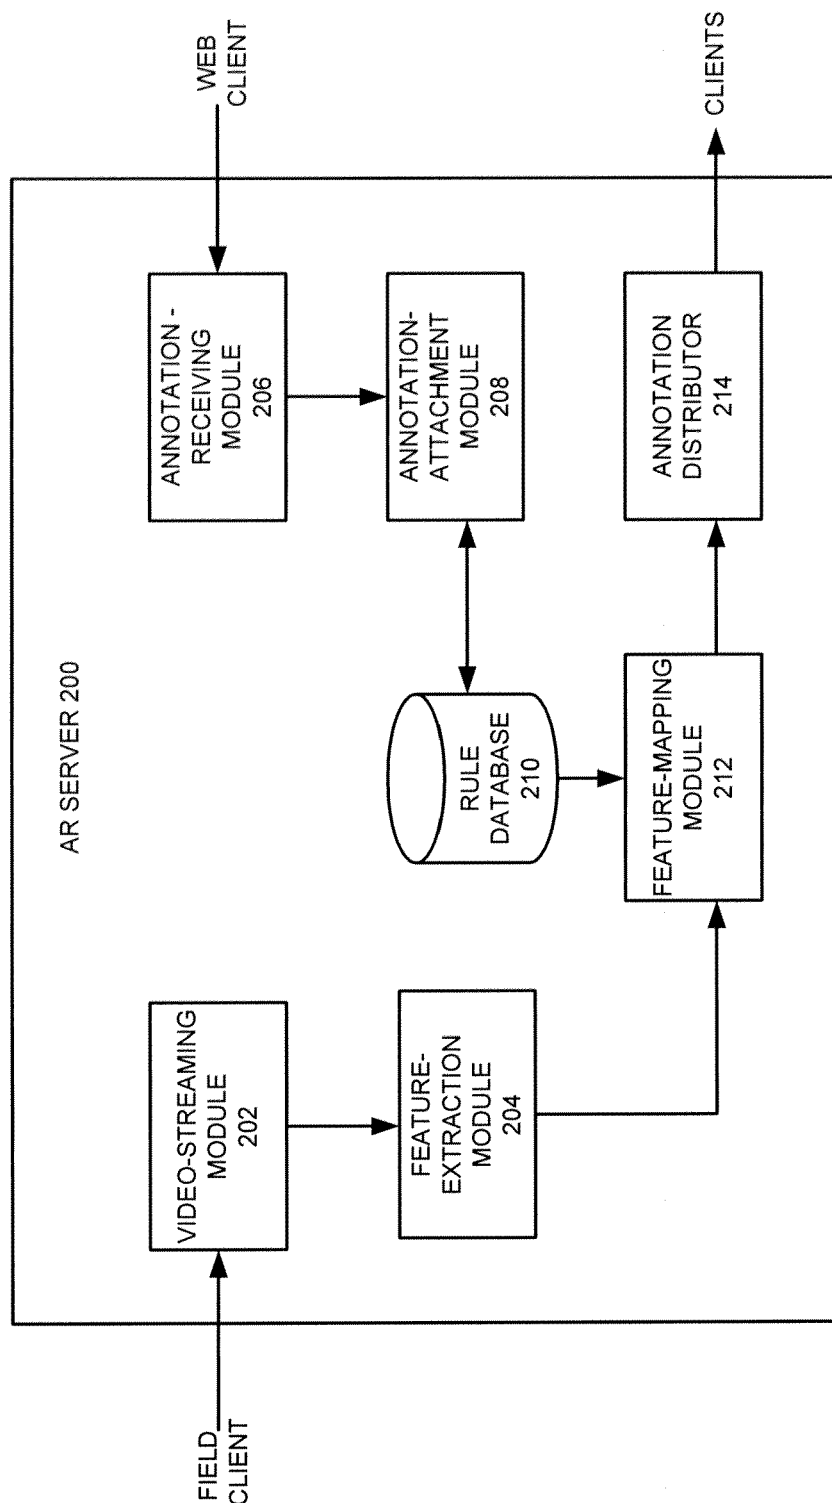 AR SERVER 200
FIELD
CLIENT
VIDEO-STREAMING
MODULE
202
FEATURE-
EXTRACTION
MODULE
204
WEB
CLIENT
ANNOTATION -
RECEIVING
MODULE
206
ANNOTATION-
ATTACHMENT
MODULE
208
RULE
DATABASE
210
FEATURE-MAPPING
MODULE
212
ANNOTATION
DISTRIBUTOR
214
CLIENTS